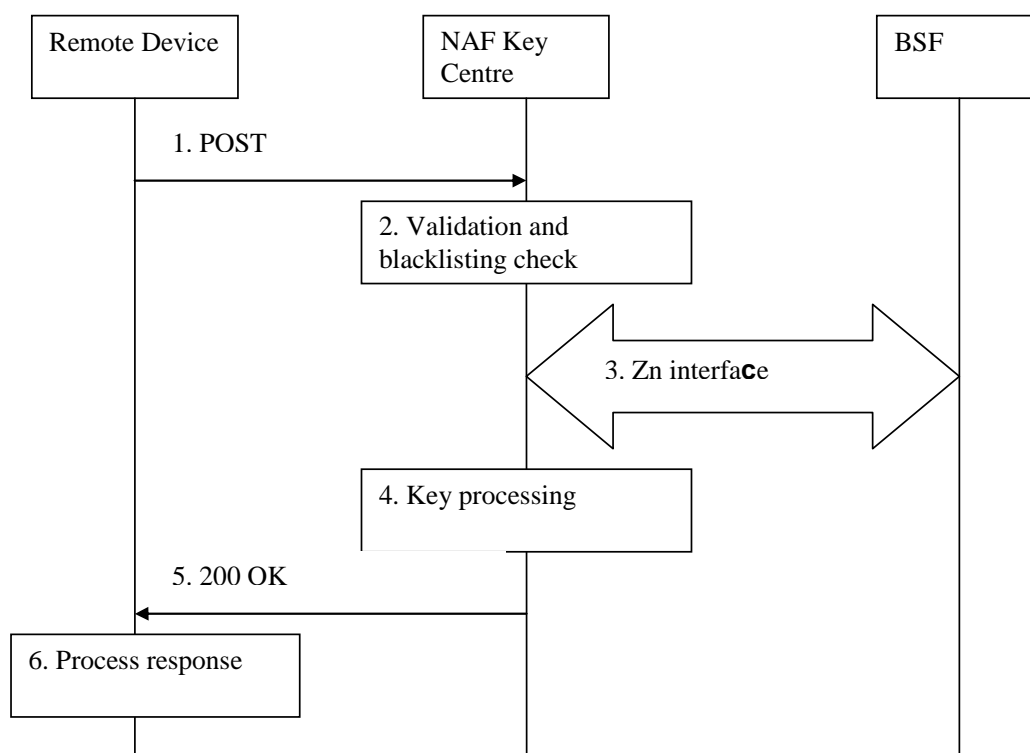 Remote Device
NAF Key
Centre
BSF
1. POST
2. Validation and
blacklisting check
3. Zn interface
4. Key processing
5. 200 OK
6. Process response